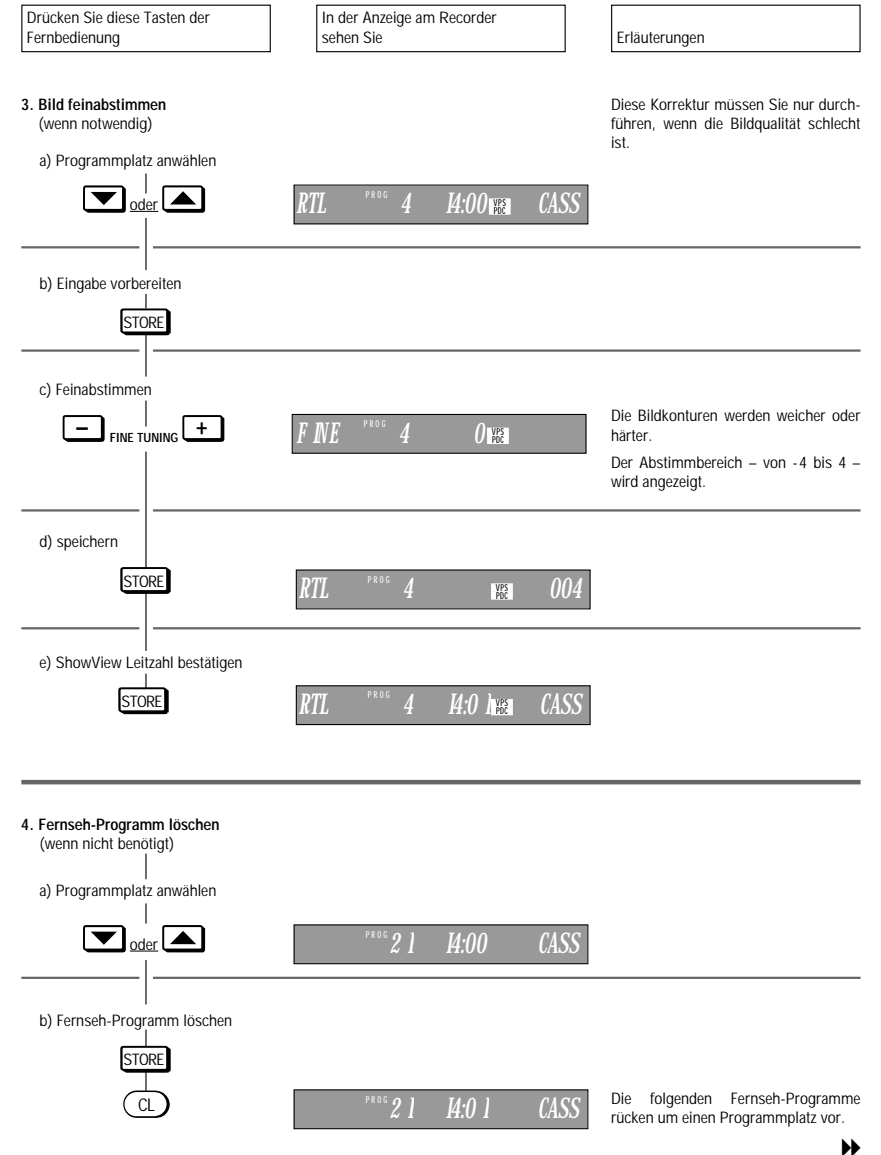 Drücken Sie diese Tasten der
Fernbedienung
In der Anzeige am Recorder
sehen Sie
Erläuterungen
3. Bild feinabstimmen
(wenn notwendig)
Diese Korrektur müssen Sie nur durch-
führen, wenn die Bildqualität schlecht
ist.
a) Programmplatz anwählen
oder
RTL PROG 4 14:00 VPS PDC CASS
b) Eingabe vorbereiten
STORE
c) Feinabstimmen
– FINE TUNING +
FINE PROG 4 0 VPS PDC
Die Bildkonturen werden weicher oder
härter.
Der Abstimmbereich – von -4 bis 4 –
wird angezeigt.
d) speichern
STORE
RTL PROG 4 VPS PDC 004
e) ShowView Leitzahl bestätigen
STORE
RTL PROG 4 14:01 VPS PDC CASS
4. Fernseh-Programm löschen
(wenn nicht benötigt)
a) Programmplatz anwählen
oder
PROG 21 14:00 CASS
b) Fernseh-Programm löschen
STORE
CL
PROG 21 14:01 CASS
Die folgenden Fernseh-Programme
rücken um einen Programmplatz vor.